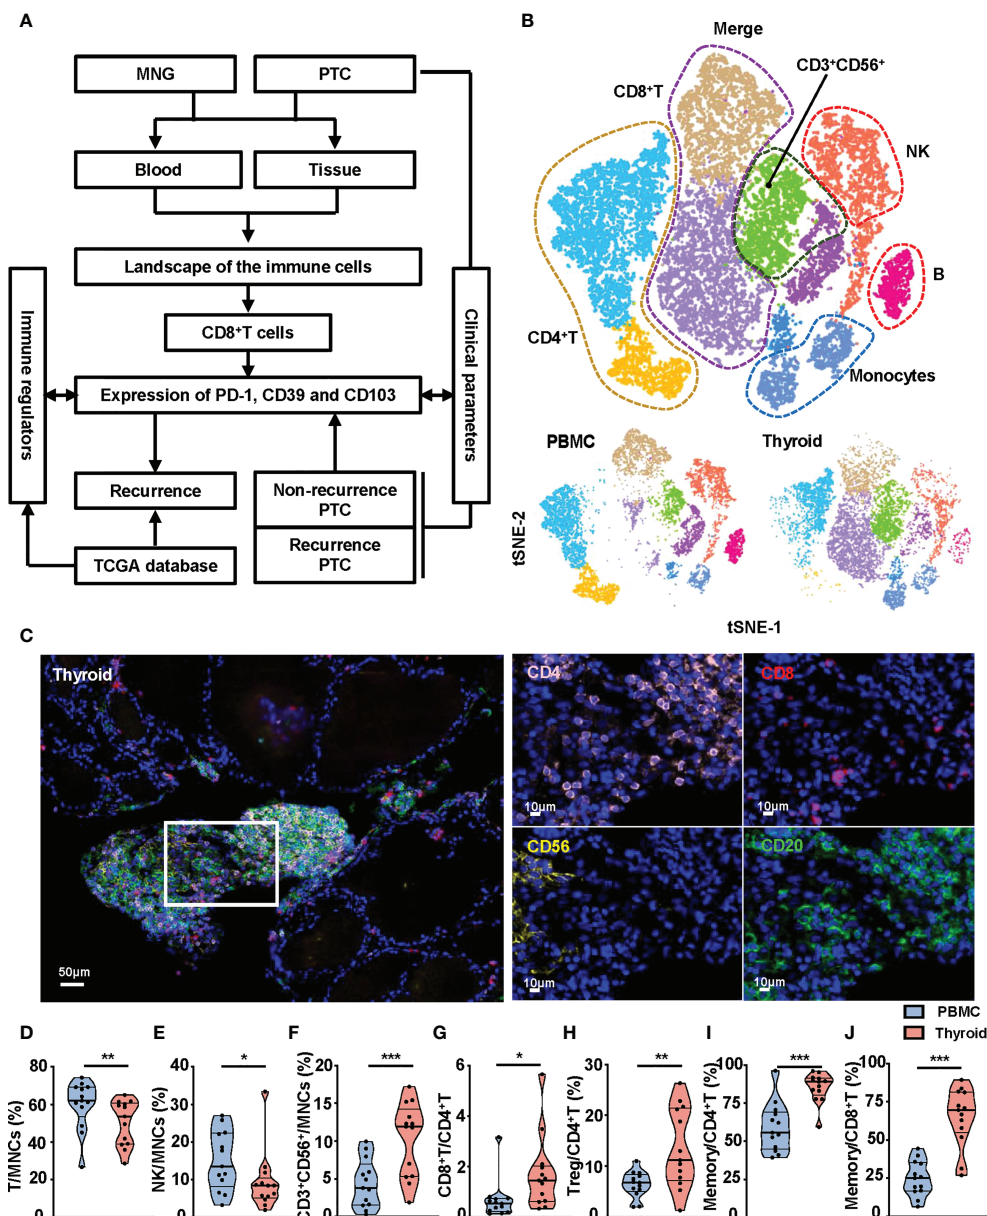 A
MNG
PTC
Blood
Tissue
Landscape of the immune cells
CD8⁺T cells
Expression of PD-1, CD39 and CD103
Immune regulators
Clinical parameters
Recurrence
Non-recurrence
PTC
Recurrence
PTC
TCGA database
B
Merge
CD3⁺CD56⁺
CD8⁺T
NK
B
CD4⁺T
Monocytes
PBMC
Thyroid
tSNE-2
tSNE-1
C
Thyroid
50μm
CD4
10μm
CD8
10μm
CD56
10μm
CD20
10μm
PBMC
Thyroid
D
T/MNCs (%)
80
60
40
20
0
**
E
NK/MNCs (%)
40
30
20
10
0
*
F
CD3⁺CD56⁺/MNCs (%)
20
15
10
5
0
***
G
CD8⁺T/CD4⁺T
6
4
2
0
*
H
Treg/CD4⁺T (%)
30
20
10
0
**
I
Memory/CD4⁺T (%)
100
75
50
25
0
***
J
Memory/CD8⁺T (%)
100
75
50
25
0
***